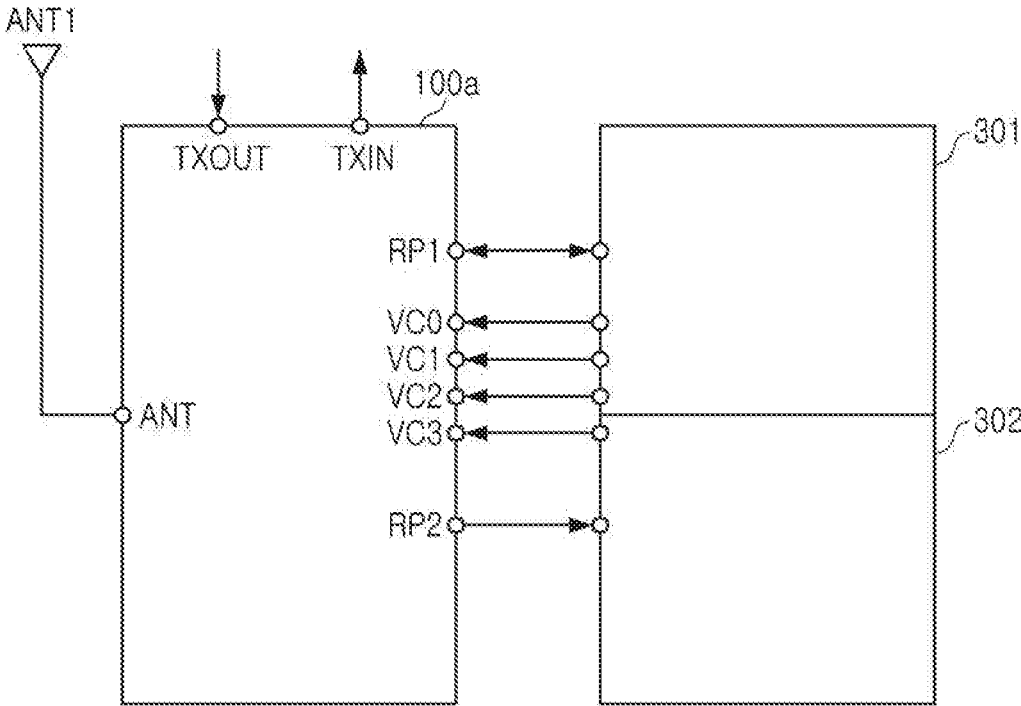 ANT1
100a
TXOUT TXIN
301
RP1
VC0
VC1
VC2
ANT
VC3
302
RP2